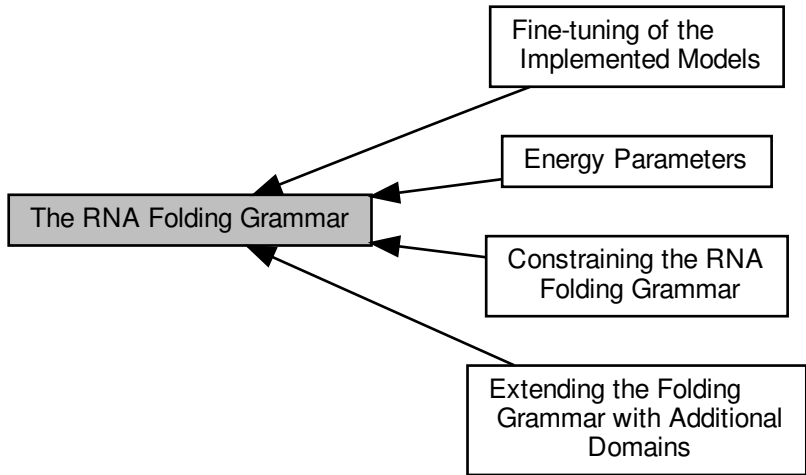 Fine-tuning of the
Implemented Models
Energy Parameters
The RNA Folding Grammar
Constraining the RNA
Folding Grammar
Extending the Folding
Grammar with Additional
Domains